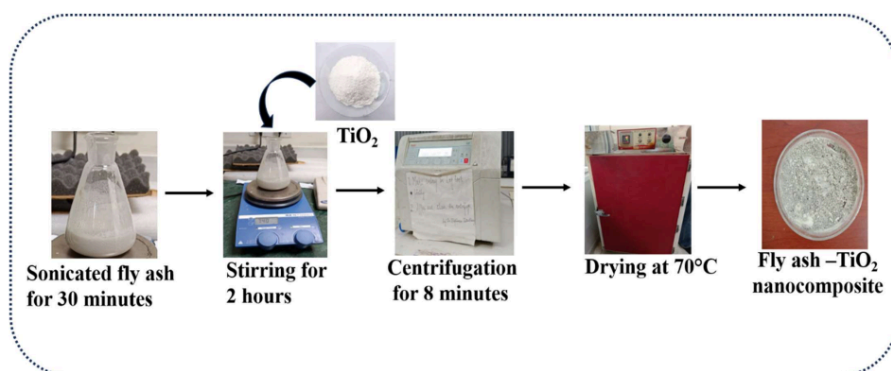 TiO₂
Sonicated fly ash
for 30 minutes
Stirring for
2 hours
Centrifugation
for 8 minutes
Drying at 70°C
Fly ash –TiO₂
nanocomposite